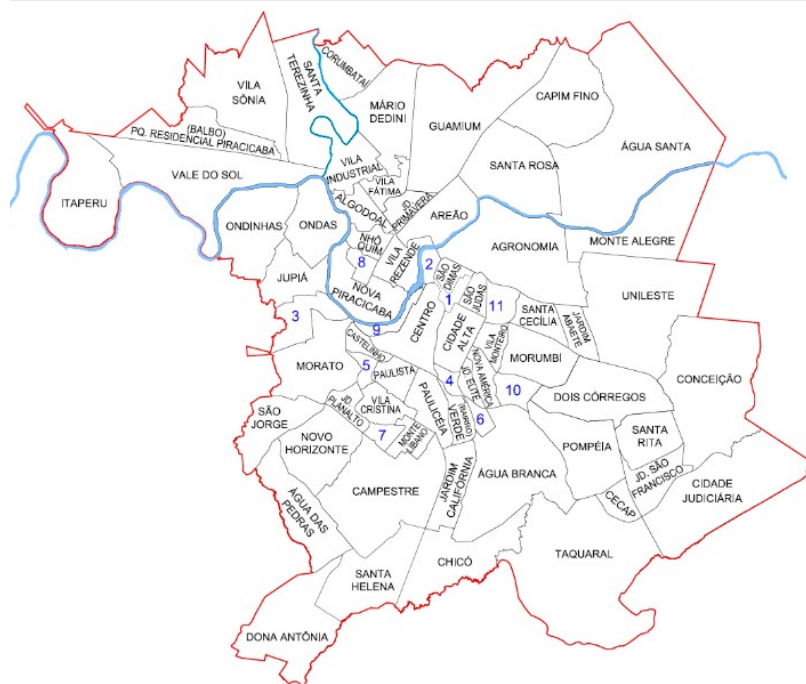 CORUMBATAÍ
SANTA
TEREZINHA
VILA
SÔNIA
MÁRIO
DEDINI
GUAMIUM
CAPIM FINO
(BALBO)
PQ. RESIDENCIAL PIRACICABA
VILA
INDUSTRIAL
SANTA ROSA
ÁGUA SANTA
VALE DO SOL
VILA
FÁTIMA
ITAPERU
ALGODOAL
JD.
PRIMAVERA
AREÃO
ONDINHAS
ONDAS
NHÔ
QUIM
VILA
REZENDE
AGRONOMIA
MONTE ALEGRE
8
2
JUPIÁ
SÃO
DIMAS
NOVA
PIRACICABA
UNILESTE
1
SÃO
JUDAS
11
3
CENTRO
SANTA
CECÍLIA
JARDIM
ABAETÉ
9
CIDADE
ALTA
VILA
MONTEIRO
CASTELINHO
MORUMBI
MORATO
5
PAULISTA
4
JD. ELITE
NOVA AMÉRICA
10
CONCEIÇÃO
DOIS CÓRREGOS
JD.
PLANALTO
VILA
CRISTINA
PAULICÉIA
(BAIRRO)
VERDE
6
SÃO
JORGE
7
MONTE
LÍBANO
NOVO
HORIZONTE
SANTA
RITA
POMPÉIA
ÁGUA BRANCA
JARDIM
CALIFÓRNIA
JD. SÃO
FRANCISCO
CIDADE
JUDICIÁRIA
CAMPESTRE
ÁGUA DAS
PEDRAS
CECAP
TAQUARAL
CHICÓ
SANTA
HELENA
DONA ANTÔNIA